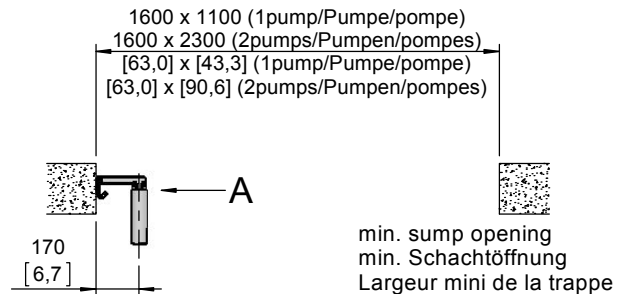 1600 x 1100 (1pump/Pumpe/pompe)
1600 x 2300 (2pumps/Pumpen/pompes)
[63,0] x [43,3] (1pump/Pumpe/pompe)
[63,0] x [90,6] (2pumps/Pumpen/pompes)
A
170
[6,7]
min. sump opening
min. Schachtöffnung
Largeur mini de la trappe